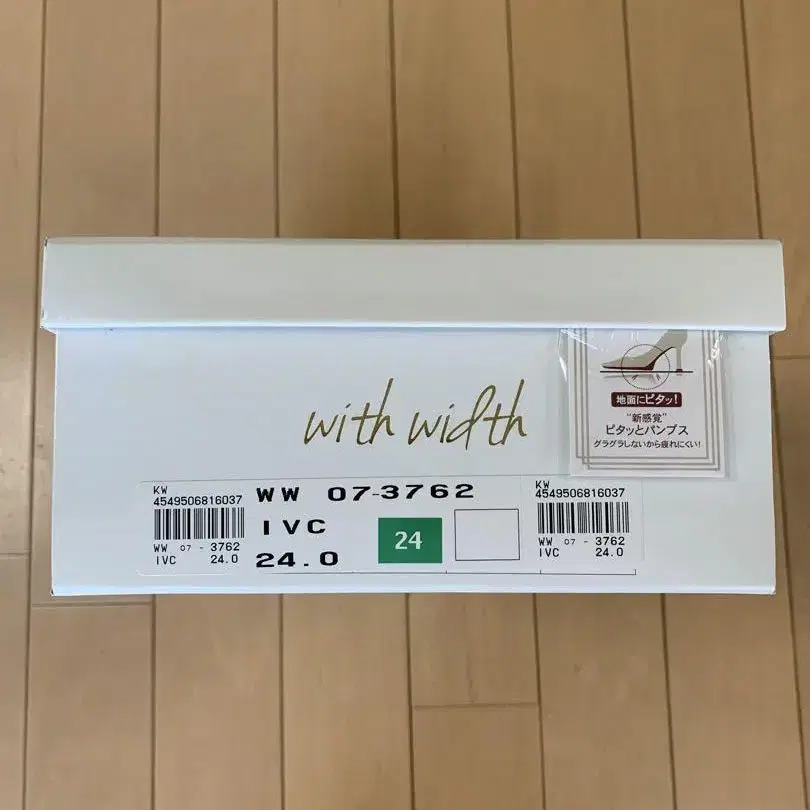 地面にピタッ!
"新感覚"
ピタッとパンプス
グラグラしないから疲れにくい!
with width
KW
4549506816037
WW 07-3762
IVC 24.0
WW 07-3762
IVC
24.0
24
KW
4549506816037
WW 07-3762
IVC 24.0